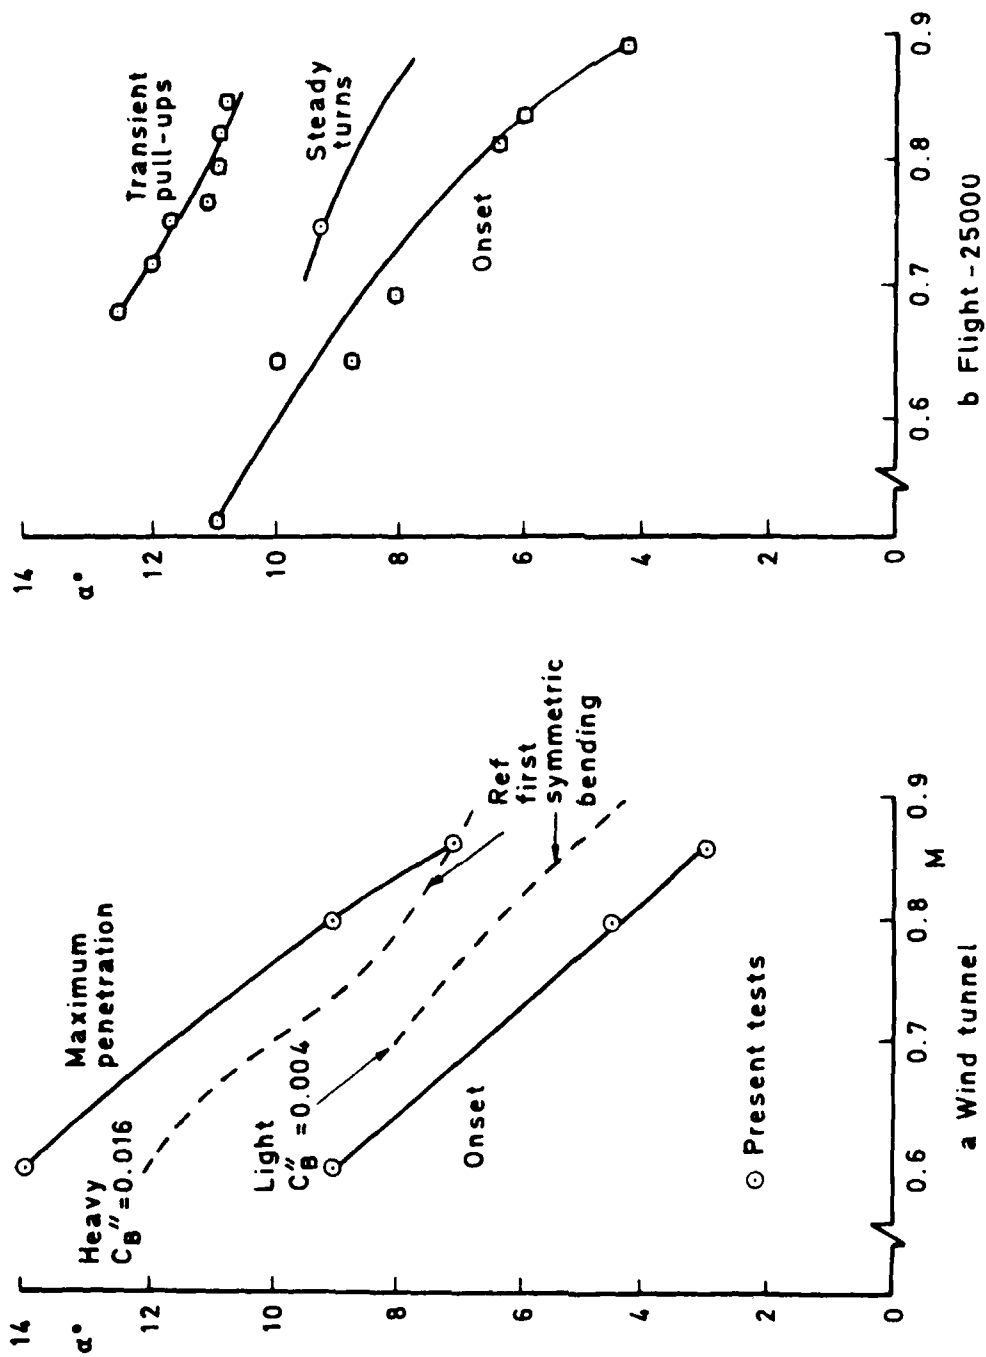 14
α°
12
10
8
6
4
2
0
Maximum
penetration
Heavy
C_B″=0.016
Light
C_B″=0.004
Ref
first
symmetric
bending
Onset
⊙ Present tests
0.6
0.7
0.8
0.9
M
a Wind tunnel
14
α°
12
10
8
6
4
2
0
Transient
pull-ups
Steady
turns
Onset
0.6
0.7
0.8
0.9
b Flight-25000